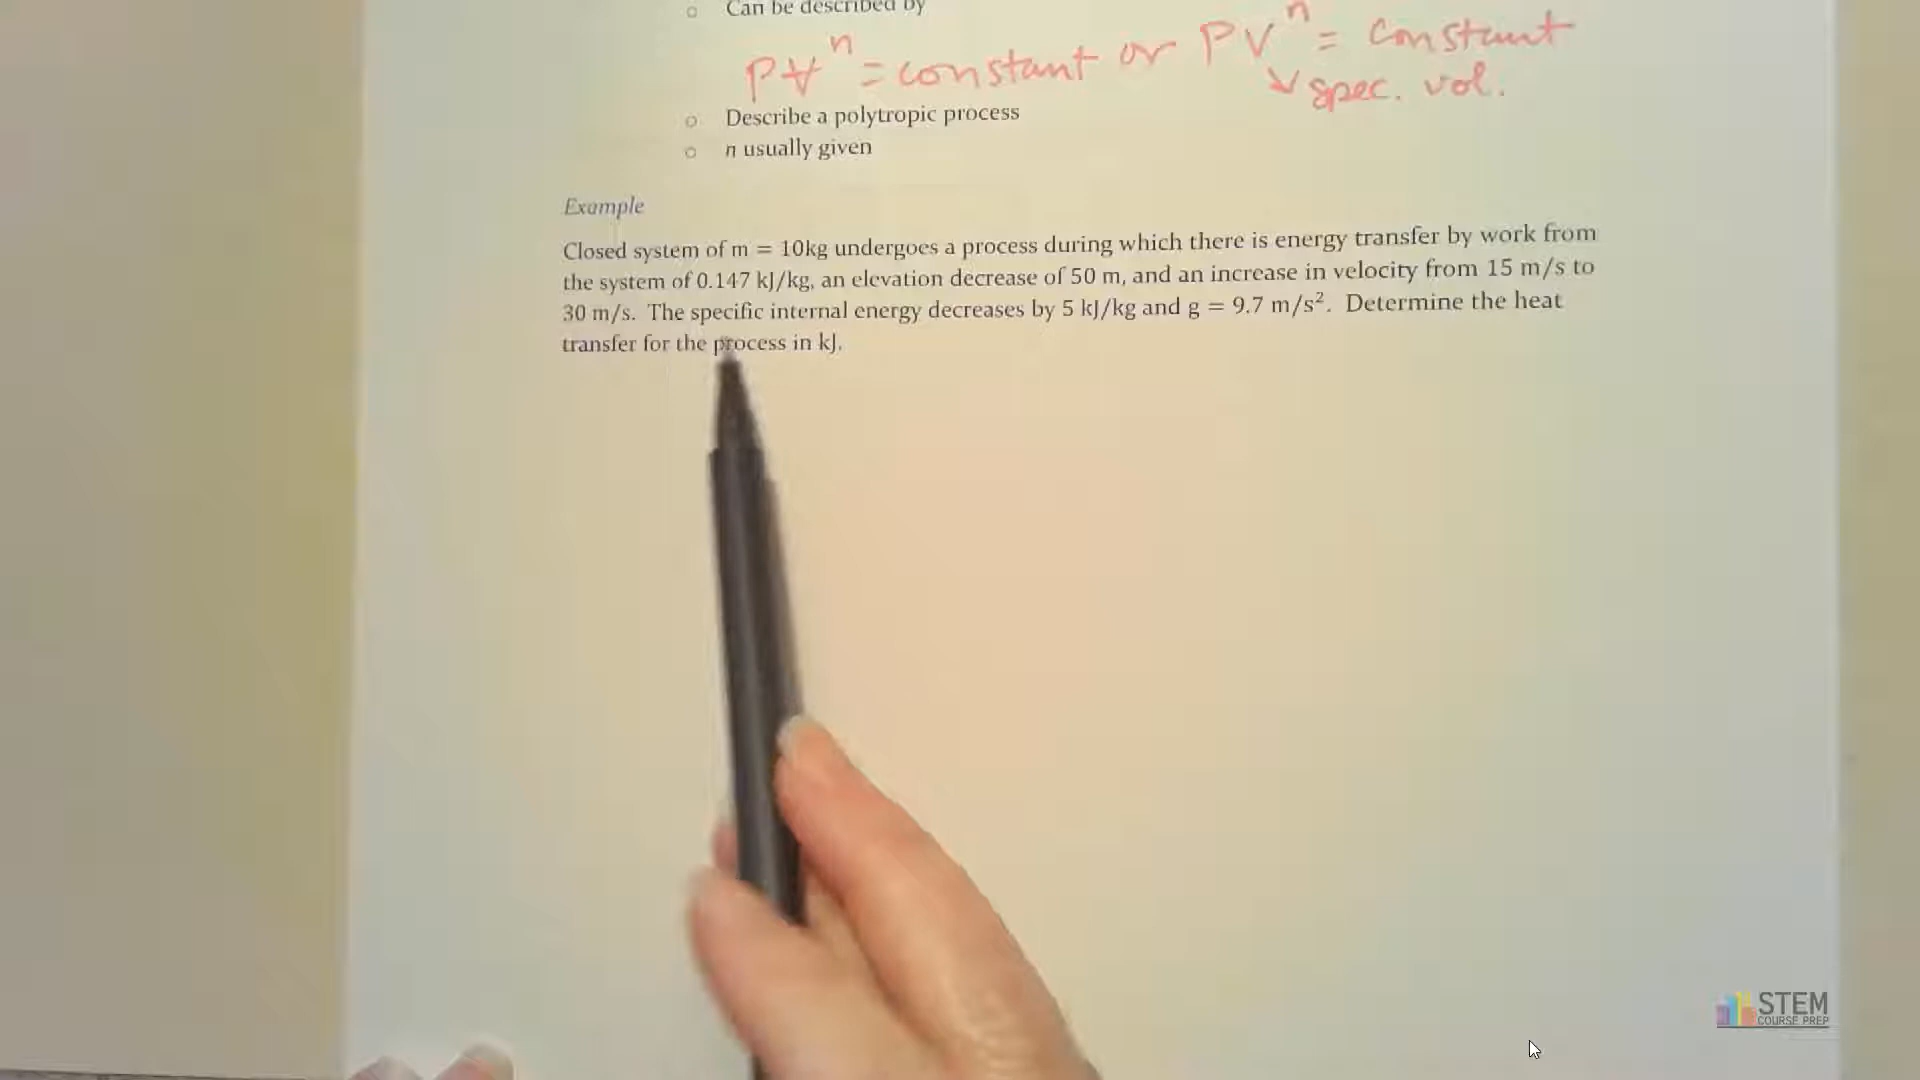 Can be described by
PV^n = constant or PV^n = constant
spec. vol.
Describe a polytropic process
n usually given
Example
Closed system of m = 10kg undergoes a process during which there is energy transfer by work from
the system of 0.147 kJ/kg, an elevation decrease of 50 m, and an increase in velocity from 15 m/s to
30 m/s. The specific internal energy decreases by 5 kJ/kg and g = 9.7 m/s². Determine the heat
transfer for the process in kJ.
STEM
COURSE PREP